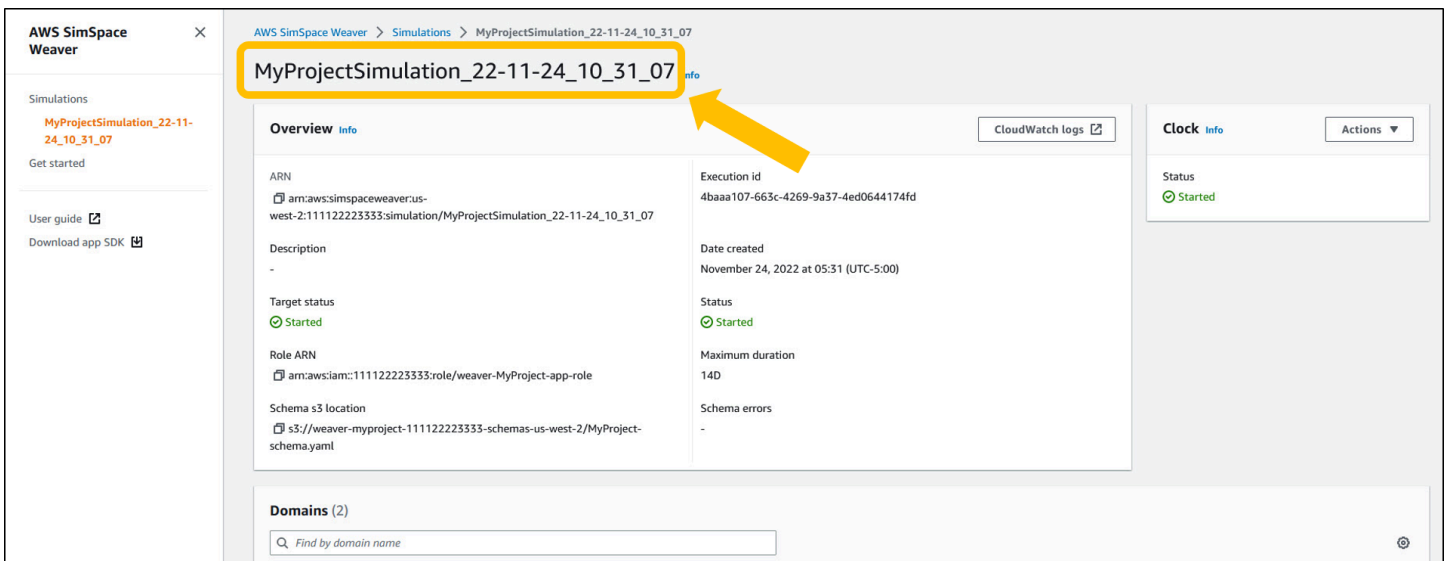 AWS SimSpace
Weaver
Simulations
MyProjectSimulation_22-11-
24_10_31_07
Get started
User guide
Download app SDK
AWS SimSpace Weaver > Simulations > MyProjectSimulation_22-11-24_10_31_07
MyProjectSimulation_22-11-24_10_31_07 Info
Overview Info
CloudWatch logs
ARN
arn:aws:simspaceweaver:us-
west-2:111122223333:simulation/MyProjectSimulation_22-11-24_10_31_07
Execution id
4baaa107-663c-4269-9a37-4ed0644174fd
Description
-
Date created
November 24, 2022 at 05:31 (UTC-5:00)
Target status
Started
Status
Started
Role ARN
arn:aws:iam::111122223333:role/weaver-MyProject-app-role
Maximum duration
14D
Schema s3 location
s3://weaver-myproject-111122223333-schemas-us-west-2/MyProject-
schema.yaml
Schema errors
-
Clock Info
Actions
Status
Started
Domains (2)
Find by domain name